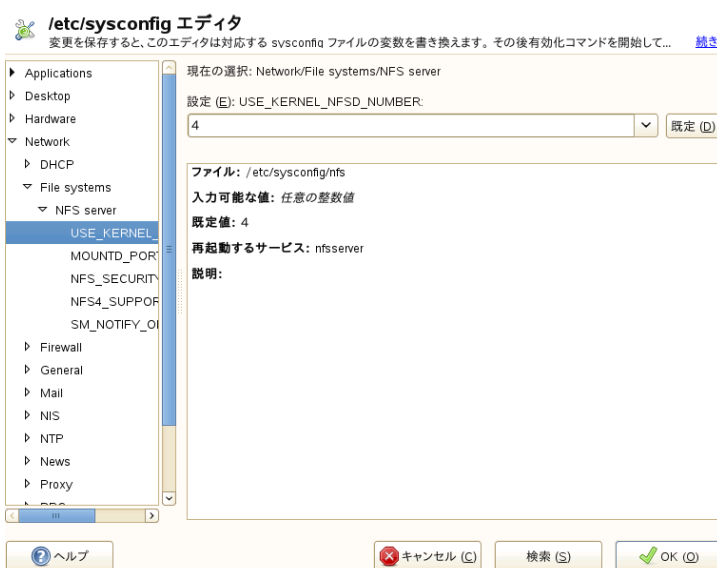 /etc/sysconfig エディタ
変更を保存すると、このエディタは対応する sysconfig ファイルの変数を書き換えます。その後有効化コマンドを開始して... 続き
Applications
Desktop
Hardware
Network
DHCP
File systems
NFS server
USE_KERNEL_
MOUNTD_POR
NFS_SECURITY
NFS4_SUPPOR
SM_NOTIFY_O
Firewall
General
Mail
NIS
NTP
News
Proxy
現在の選択: Network/File systems/NFS server
設定 (E): USE_KERNEL_NFSD_NUMBER:
4
既定 (D)
ファイル: /etc/sysconfig/nfs
入力可能な値: 任意の整数値
既定値: 4
再起動するサービス: nfsserver
説明:
ヘルプ
キャンセル (C)
検索 (S)
OK (O)